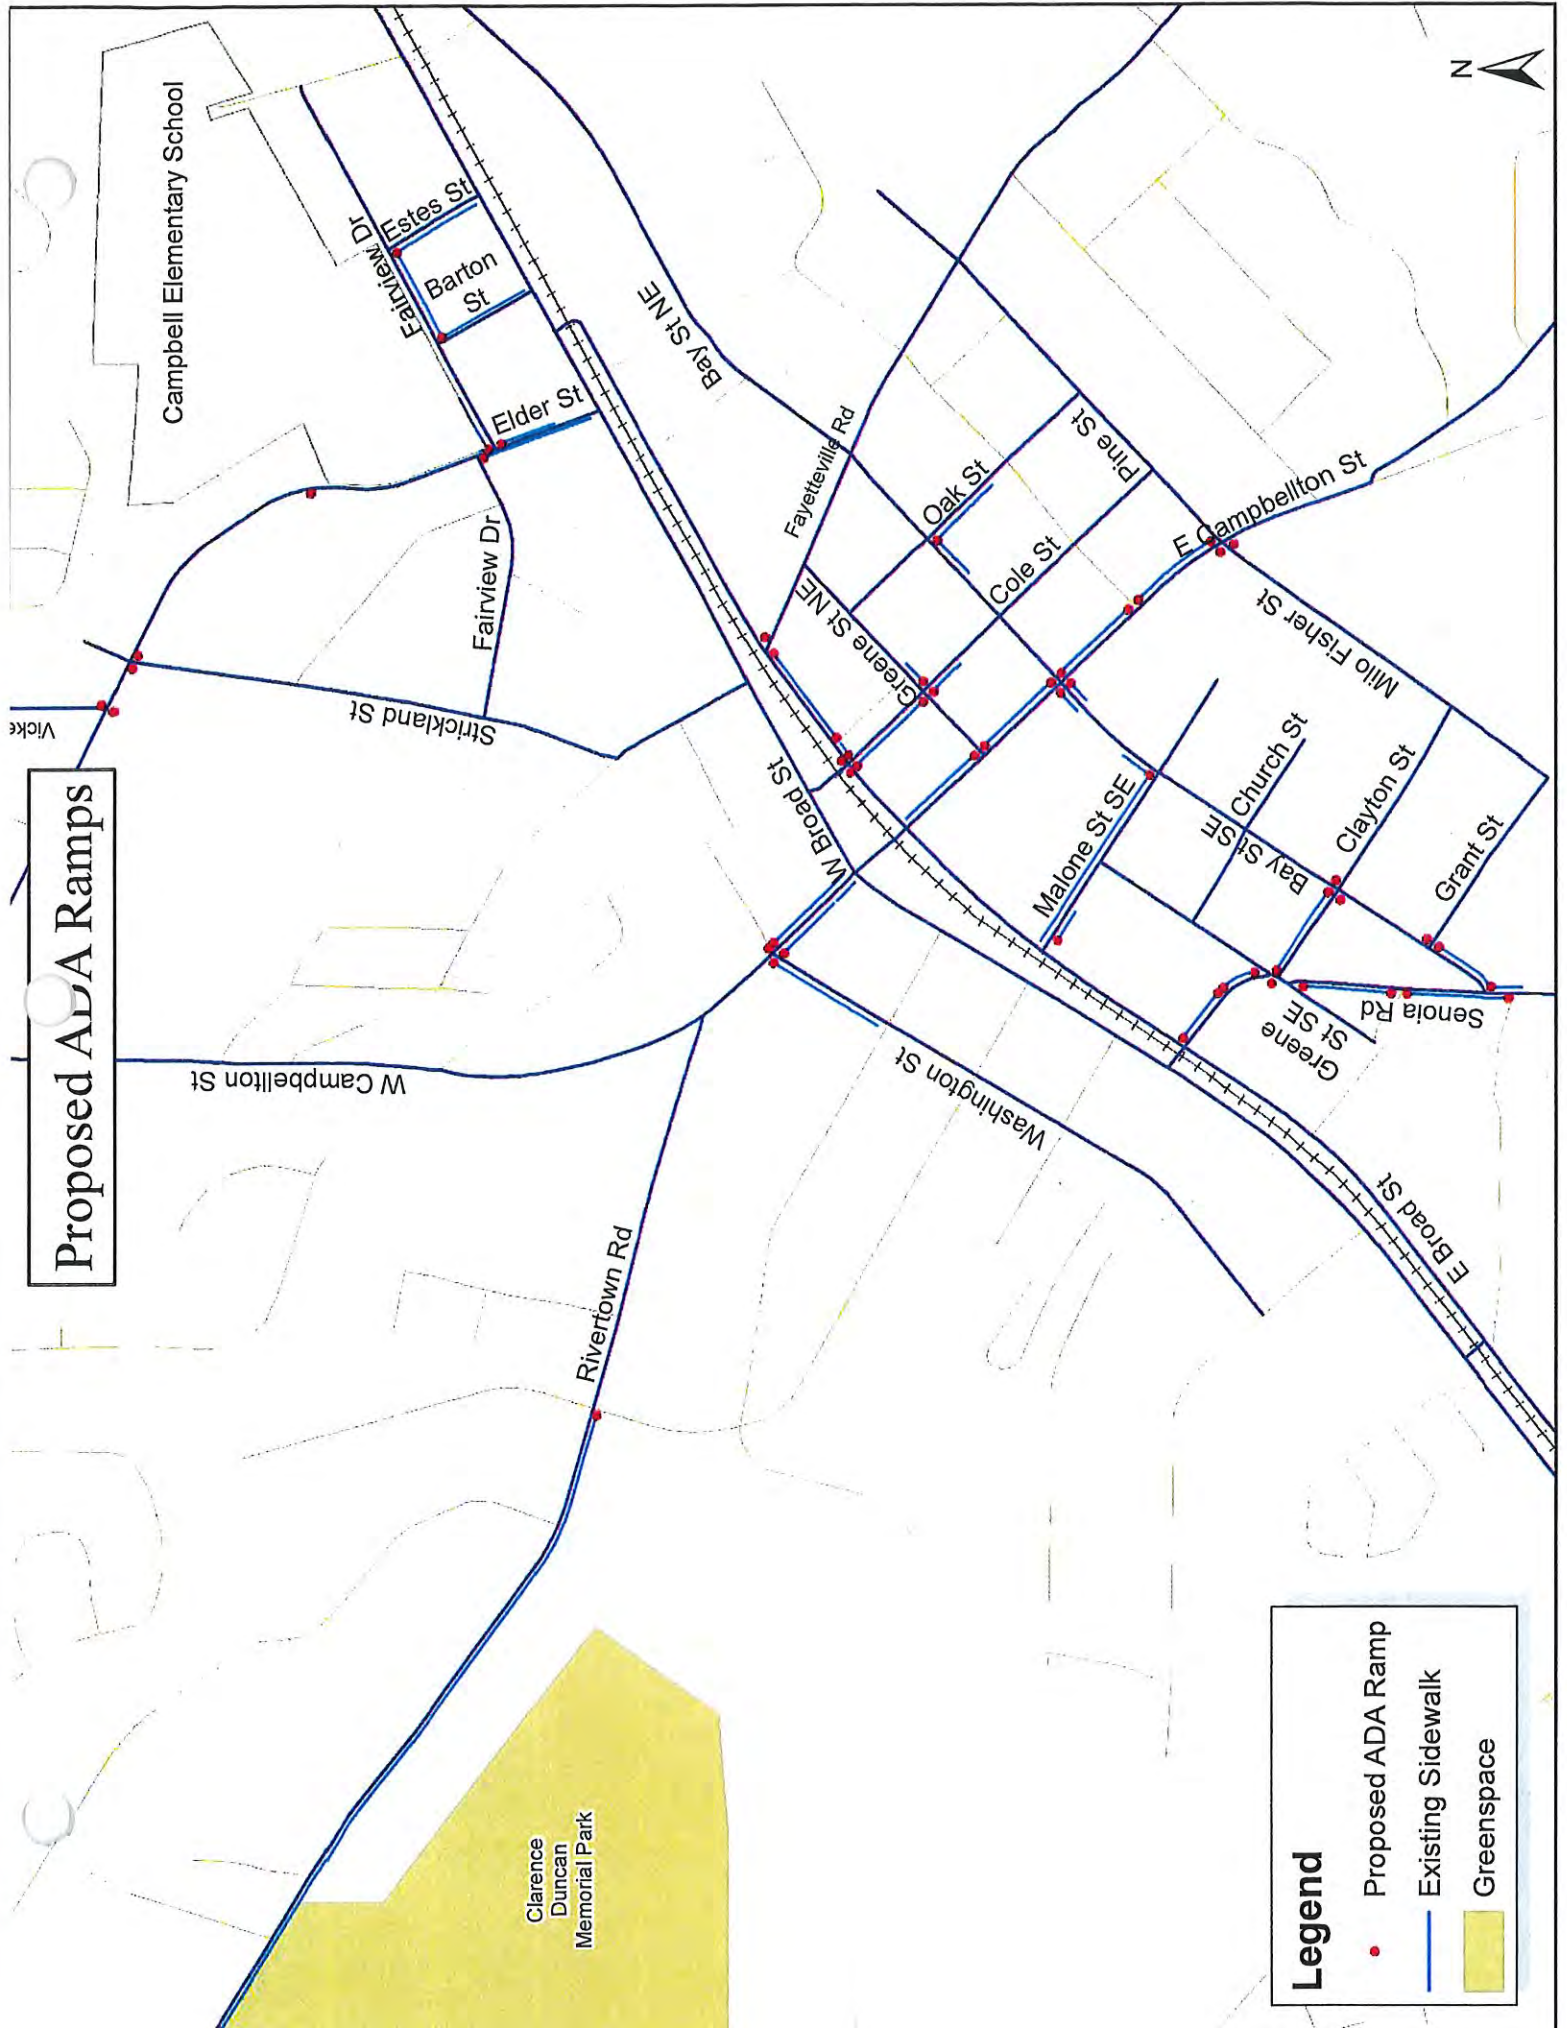 Proposed ADA Ramps
Campbell Elementary School
N
Fairview Dr
Estes St
Barton
St
Elder St
Bay St NE
Fairview Dr
Strickland St
Vicke
Fayetteville Rd
Oak St
Pine St
Cole St
Greene St NE
E Campbellton St
Milo Fisher St
W Broad St
Malone St SE
Church St
Bay St SE
Clayton St
Grant St
Senoia Rd
Greene
St SE
W Campbellton St
Washington St
E Broad St
Rivertown Rd
Clarence
Duncan
Memorial Park
Legend
Proposed ADA Ramp
Existing Sidewalk
Greenspace